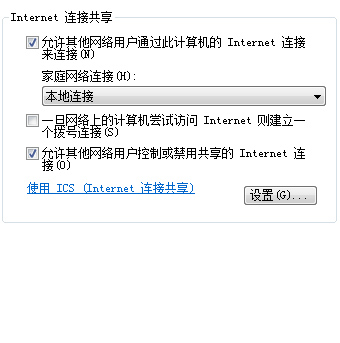 Internet 连接共享
允许其他网络用户通过此计算机的 Internet 连接
来连接(N)
家庭网络连接(H):
本地连接
一旦网络上的计算机尝试访问 Internet 则建立一
个拨号连接(S)
允许其他网络用户控制或禁用共享的 Internet 连
接(O)
使用 ICS (Internet 连接共享)
设置(G)...